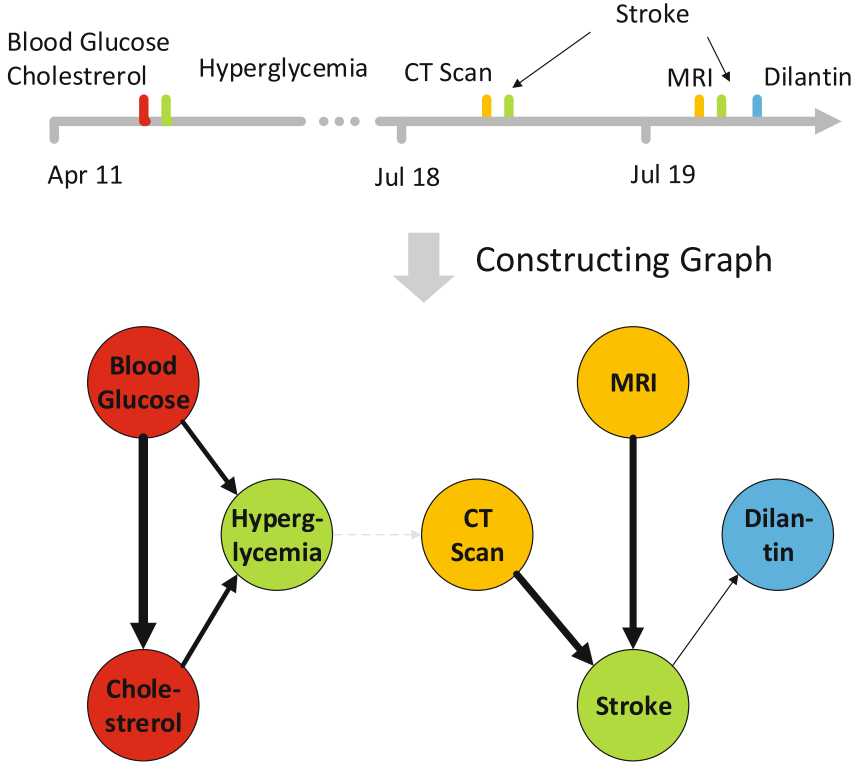 Stroke
Blood Glucose
Cholestrerol
Hyperglycemia
CT Scan
MRI
Dilantin
Apr 11
Jul 18
Jul 19
Constructing Graph
Blood
Glucose
MRI
Hyperg-
lycemia
CT
Scan
Dilan-
tin
Chole-
strerol
Stroke